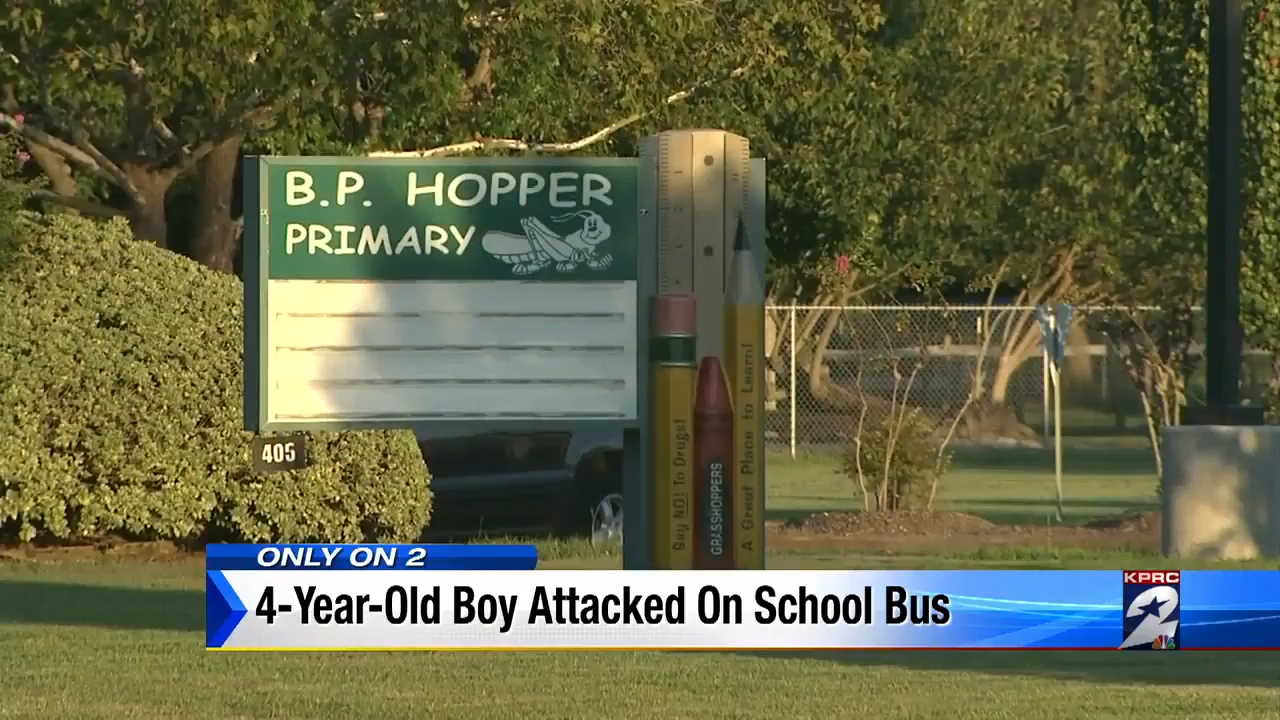 B.P. HOPPER
PRIMARY
405
Say NO! To Drugs!
GRASSHOPPERS
A Great Place to Learn!
ONLY ON 2
4-Year-Old Boy Attacked On School Bus
KPRC
2